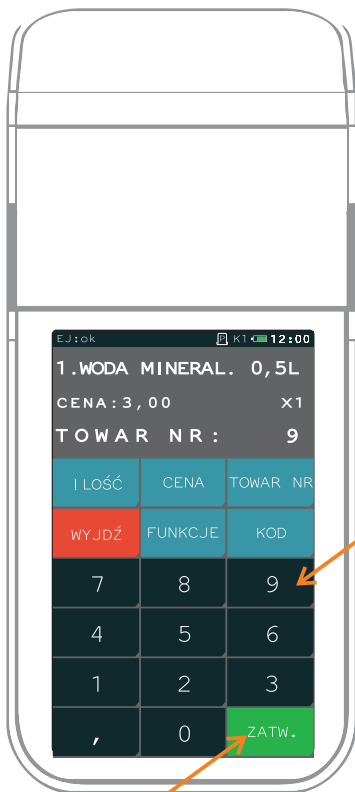 EJ:ok P K1 12:00
1.WODA MINERAL. 0,5L
CENA:3,00 X1
TOWAR NR: 9
ILOŚĆ CENA TOWAR NR
WYJDŹ FUNKCJE KOD
7 8 9
4 5 6
1 2 3
, 0 ZATW.